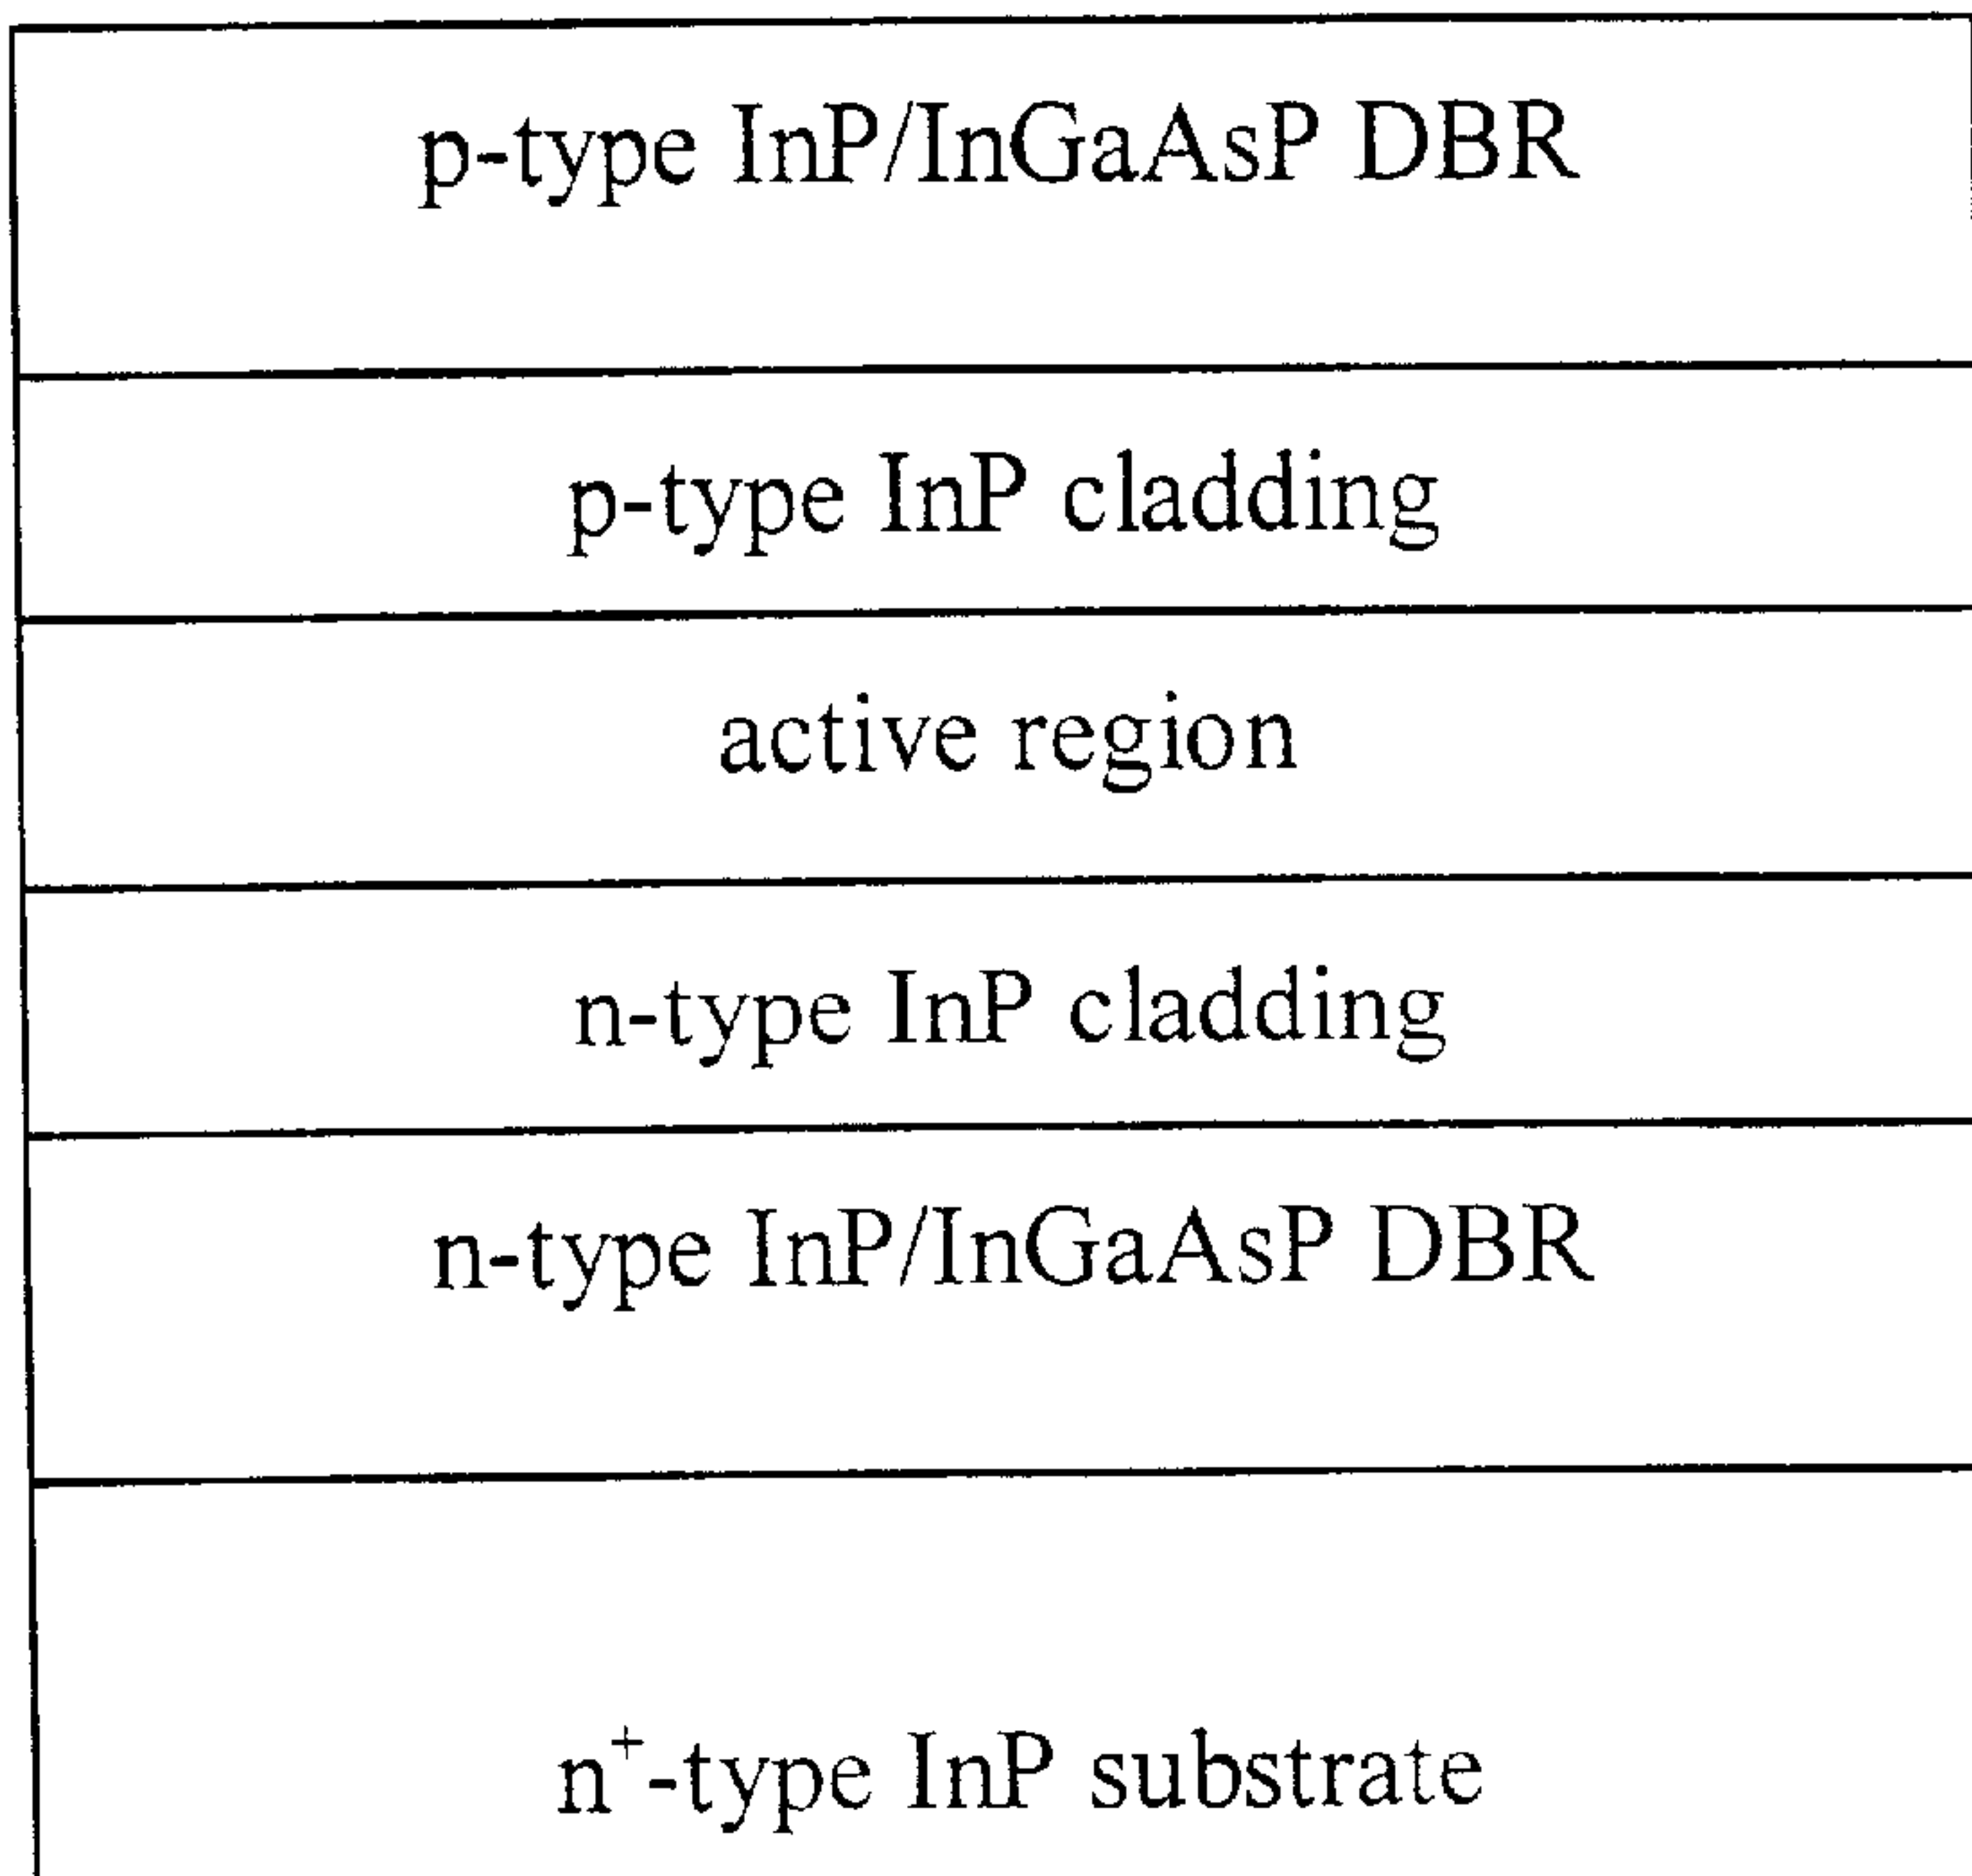 p-type InP/InGaAsP DBR
p-type InP cladding
active region
n-type InP cladding
n-type InP/InGaAsP DBR
n⁺-type InP substrate